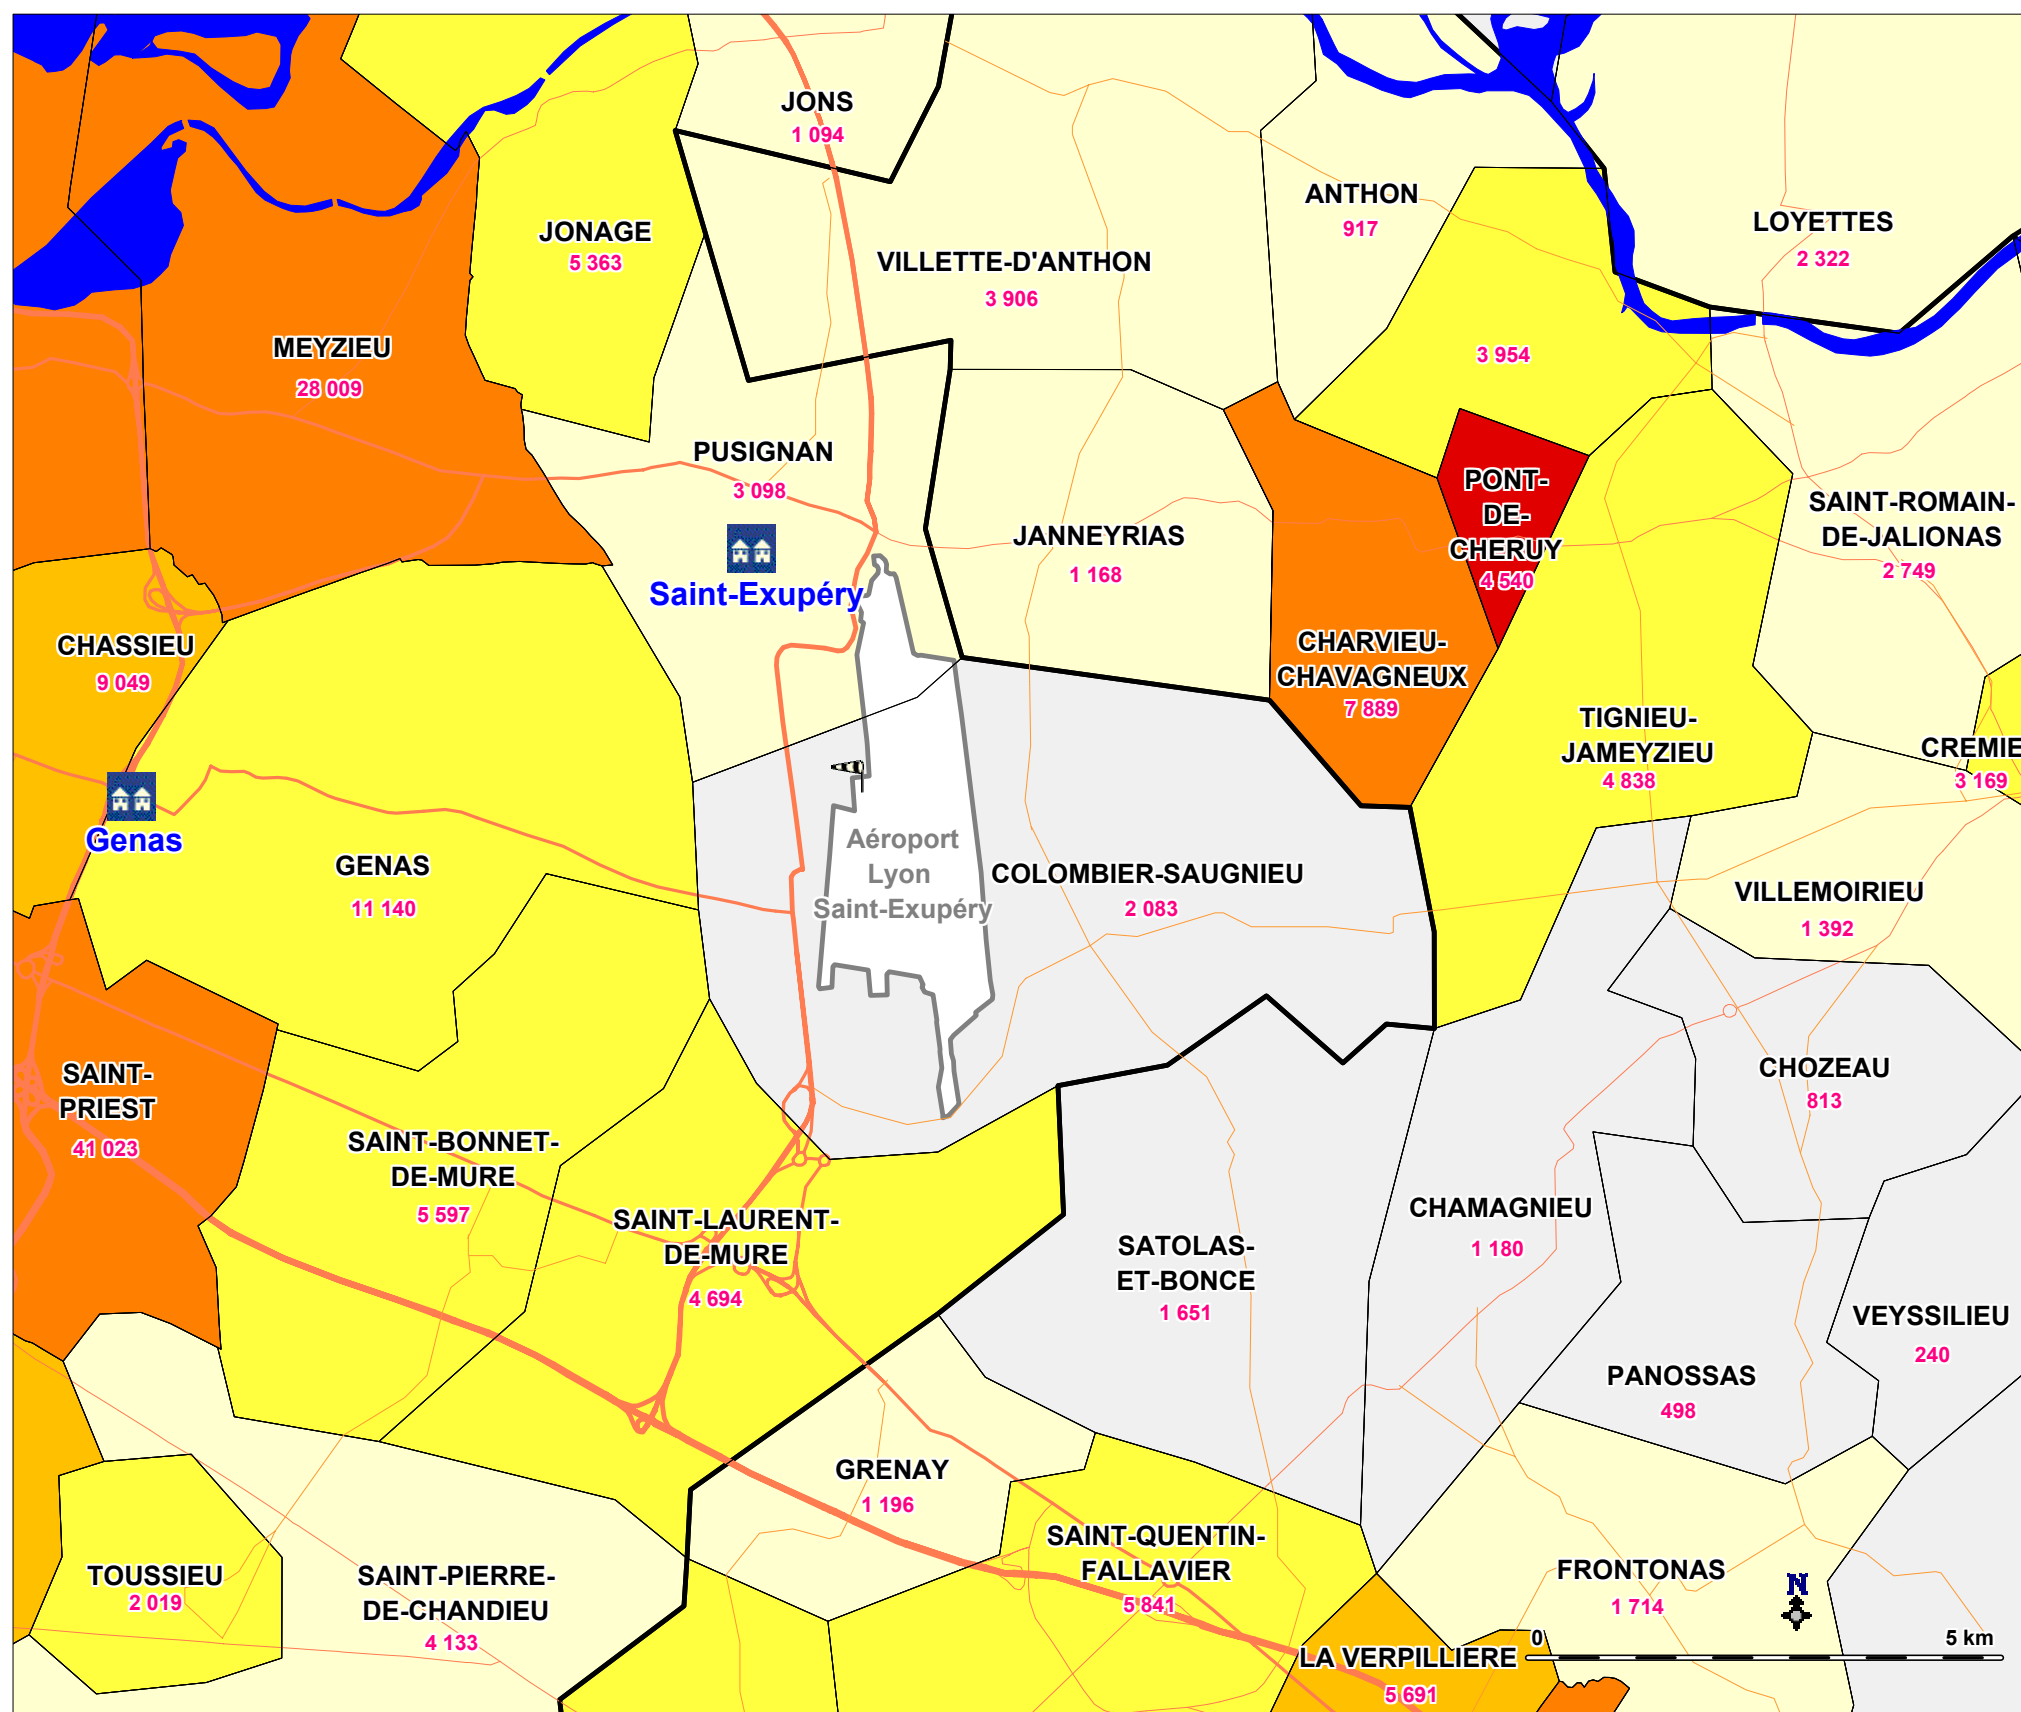 JONS
1 094
ANTHON
917
LOYETTES
2 322
JONAGE
5 363
VILLETTE-D'ANTHON
3 906
MEYZIEU
28 009
3 954
PUSIGNAN
3 098
Saint-Exupéry
JANNEYRIAS
1 168
PONT-
DE-
CHERUY
4 540
SAINT-ROMAIN-
DE-JALIONAS
2 749
CHASSIEU
9 049
CHARVIEU-
CHAVAGNEUX
7 889
TIGNIEU-
JAMEYZIEU
4 838
CREMIE
3 169
Genas
GENAS
11 140
Aéroport
Lyon
Saint-Exupéry
COLOMBIER-SAUGNIEU
2 083
VILLEMOIRIEU
1 392
SAINT-
PRIEST
41 023
CHOZEAU
813
SAINT-BONNET-
DE-MURE
5 597
SAINT-LAURENT-
DE-MURE
4 694
SATOLAS-
ET-BONCE
1 651
CHAMAGNIEU
1 180
VEYSSILIEU
240
PANOSSAS
498
GRENAY
1 196
SAINT-QUENTIN-
FALLAVIER
5 841
TOUSSIEU
2 019
SAINT-PIERRE-
DE-CHANDIEU
4 133
FRONTONAS
1 714
N
0
5 km
LA VERPILLIERE
5 691